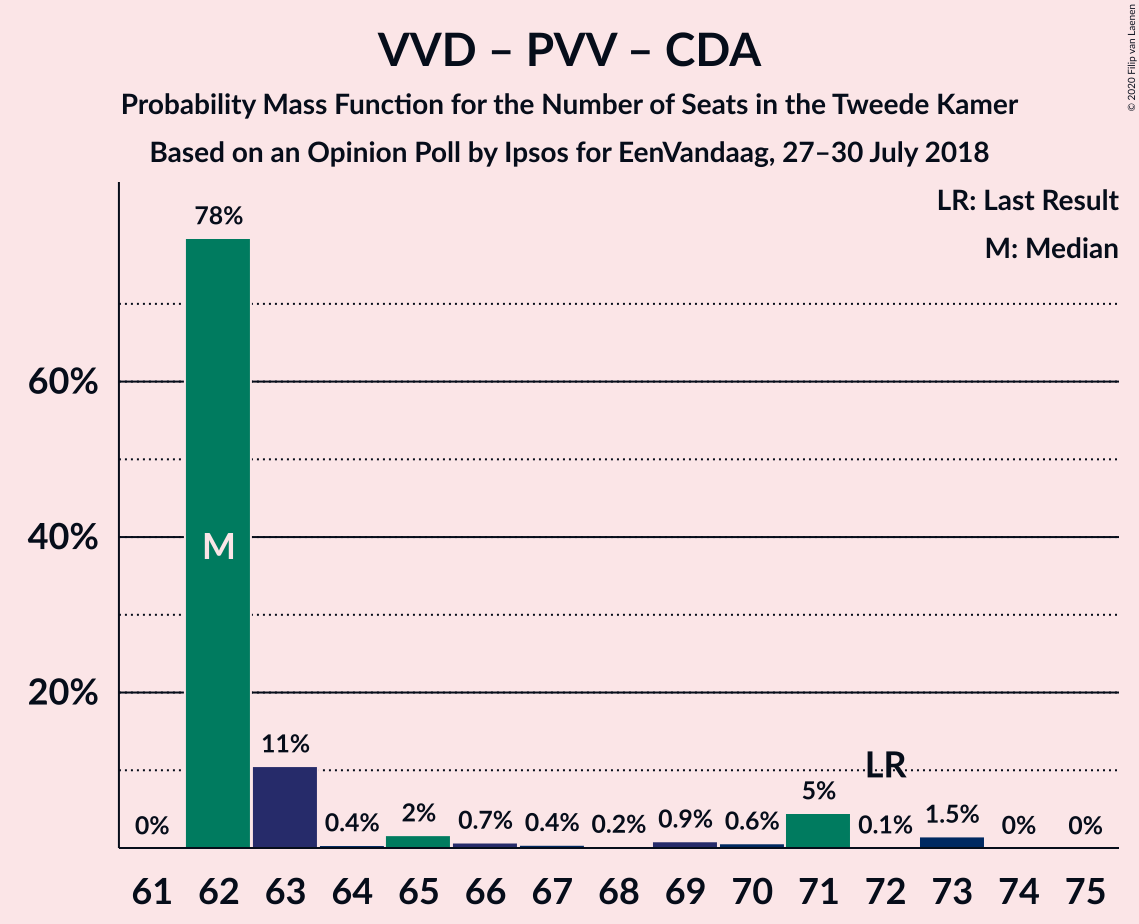 VVD – PVV – CDA
Probability Mass Function for the Number of Seats in the Tweede Kamer
Based on an Opinion Poll by Ipsos for EenVandaag, 27–30 July 2018
© 2020 Filip van Laenen
LR: Last Result
M: Median
78%
60%
40%
M
20%
11%
LR
5%
0%
0.4%
2%
0.7%
0.4%
0.2%
0.9%
0.6%
0.1%
1.5%
0%
0%
61 62 63 64 65 66 67 68 69 70 71 72 73 74 75